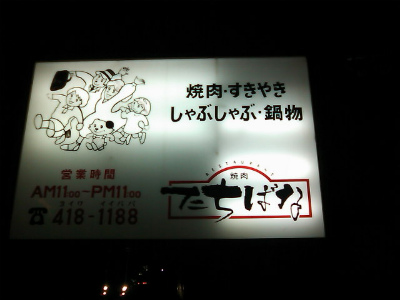 焼肉・すきやき
しゃぶしゃぶ・鍋物
営業時間
AM11:00~PM11:00
☎418-1188
RESTAURANT
焼肉
たちばな